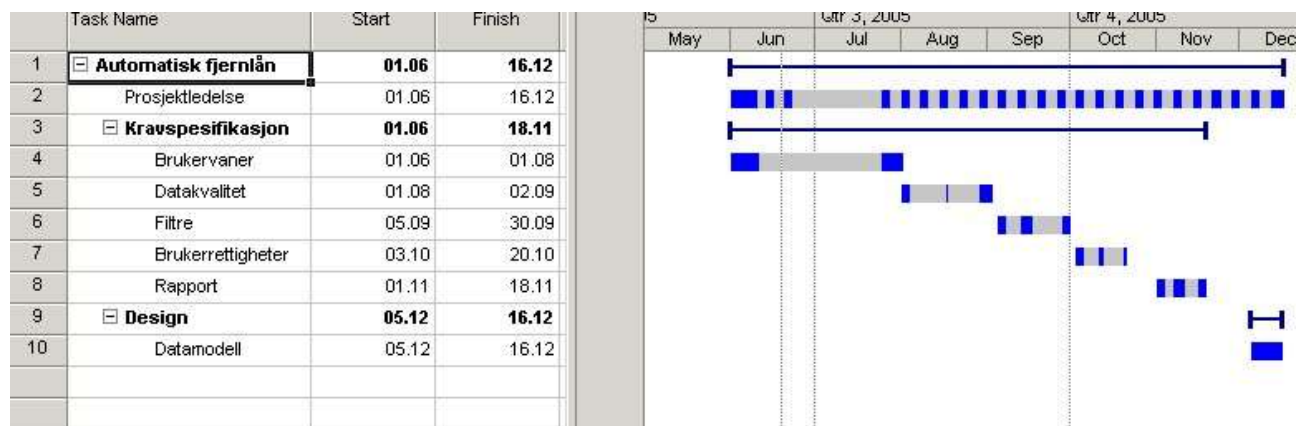 Task Name Start Finish
05 Qtr 3, 2005 Qtr 4, 2005
May Jun Jul Aug Sep Oct Nov Dec
1 Automatisk fjernlån 01.06 16.12
2 Prosjektledelse 01.06 16.12
3 Kravspesifikasjon 01.06 18.11
4 Brukervaner 01.06 01.08
5 Datakvalitet 01.08 02.09
6 Filtre 05.09 30.09
7 Brukerrettigheter 03.10 20.10
8 Rapport 01.11 18.11
9 Design 05.12 16.12
10 Datamodell 05.12 16.12